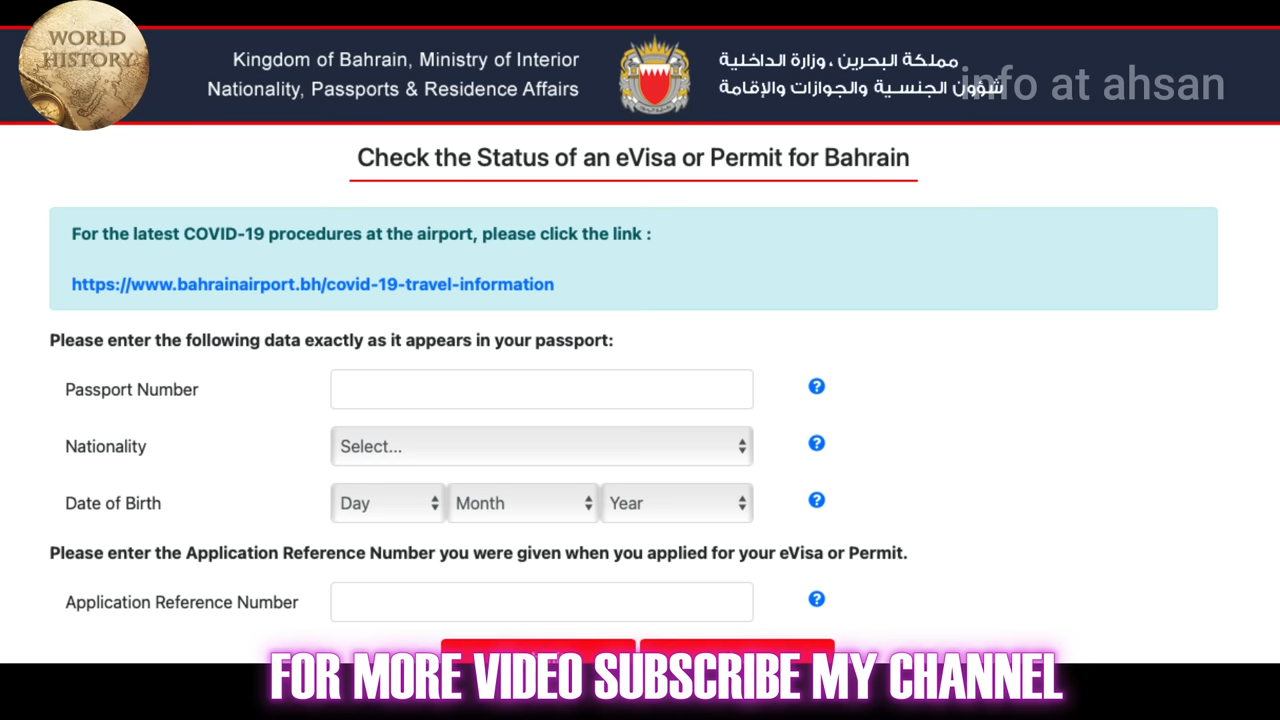 WORLD
HISTORY
Kingdom of Bahrain, Ministry of Interior
Nationality, Passports & Residence Affairs
مملكة البحرين ، وزارة الداخلية
شؤون الجنسية والجوازات والإقامة
info at ahsan
Check the Status of an eVisa or Permit for Bahrain
For the latest COVID-19 procedures at the airport, please click the link :
https://www.bahrainairport.bh/covid-19-travel-information
Please enter the following data exactly as it appears in your passport:
Passport Number
?
Nationality
Select...
?
Date of Birth
Day
Month
Year
?
Please enter the Application Reference Number you were given when you applied for your eVisa or Permit.
Application Reference Number
?
FOR MORE VIDEO SUBSCRIBE MY CHANNEL